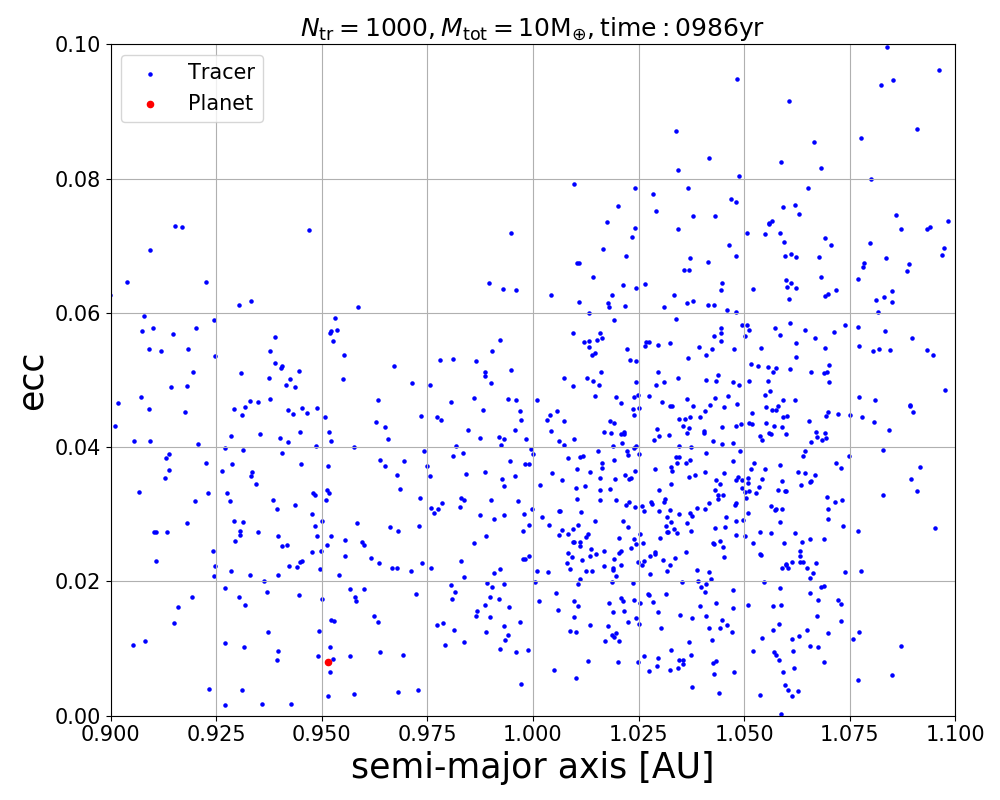 N_tr = 1000, M_tot = 10M_⊕, time : 0986yr
Tracer
Planet
0.10
0.08
0.06
0.04
0.02
0.00
ecc
0.900 0.925 0.950 0.975 1.000 1.025 1.050 1.075 1.100
semi-major axis [AU]